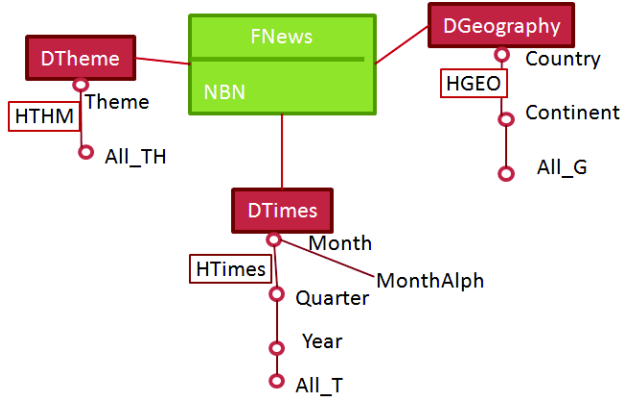 FNews
NBN
DTheme
Theme
HTHM
All_TH
DGeography
Country
HGEO
Continent
All_G
DTimes
Month
HTimes
MonthAlph
Quarter
Year
All_T